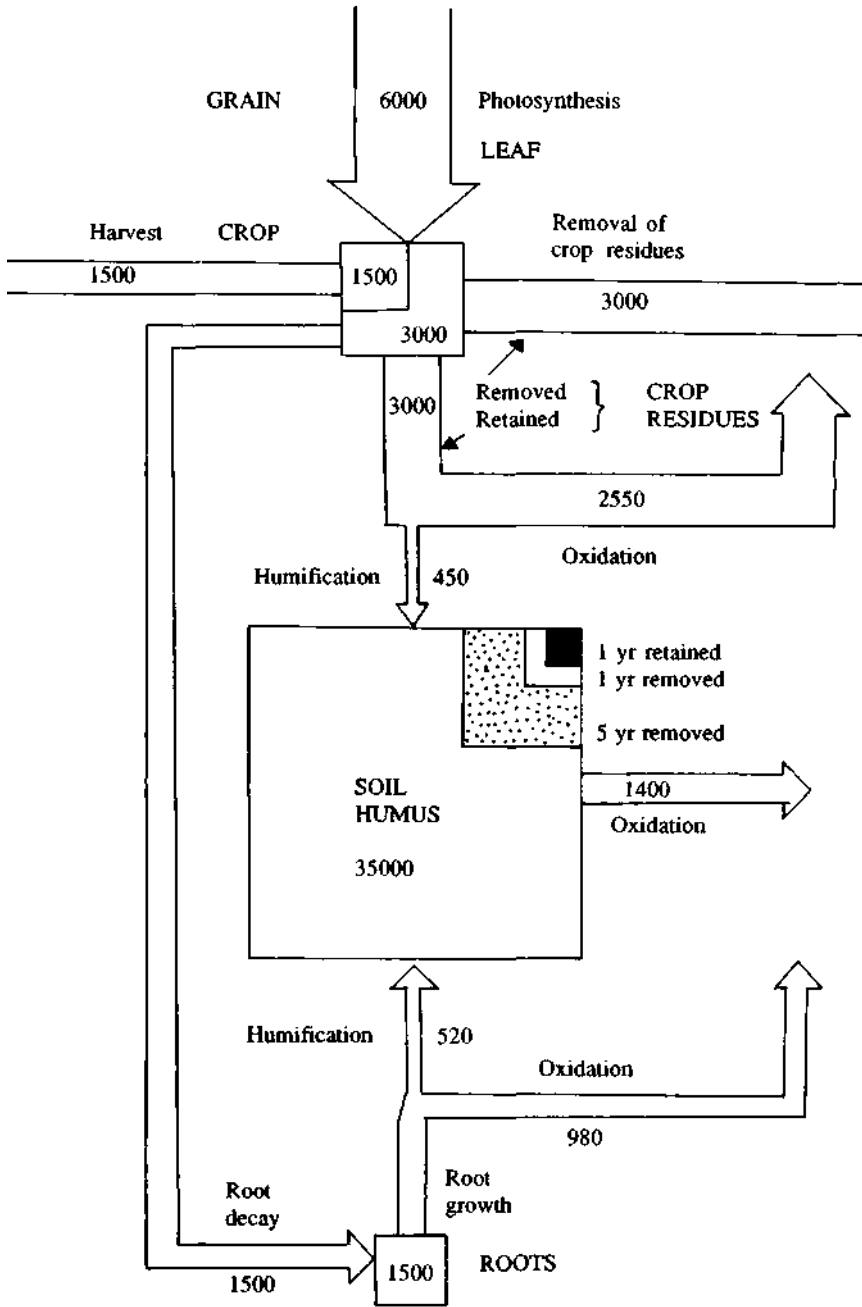 GRAIN 6000 Photosynthesis
LEAF
Harvest CROP Removal of
crop residues
1500 1500 3000
3000
3000 Removed } CROP
Retained RESIDUES
2550
Humification 450 Oxidation
1 yr retained
1 yr removed
5 yr removed
SOIL 1400
HUMUS Oxidation
35000
Humification 520
Oxidation
980
Root Root
decay growth
1500 1500 ROOTS